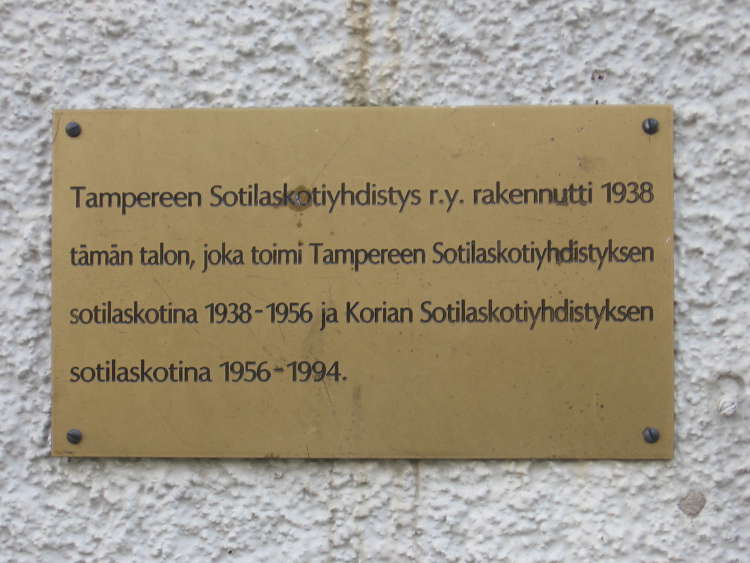 Tampereen Sotilaskotiyhdistys r.y. rakennutti 1938
tämän talon, joka toimi Tampereen Sotilaskotiyhdistyksen
sotilaskotina 1938-1956 ja Korian Sotilaskotiyhdistyksen
sotilaskotina 1956-1994.